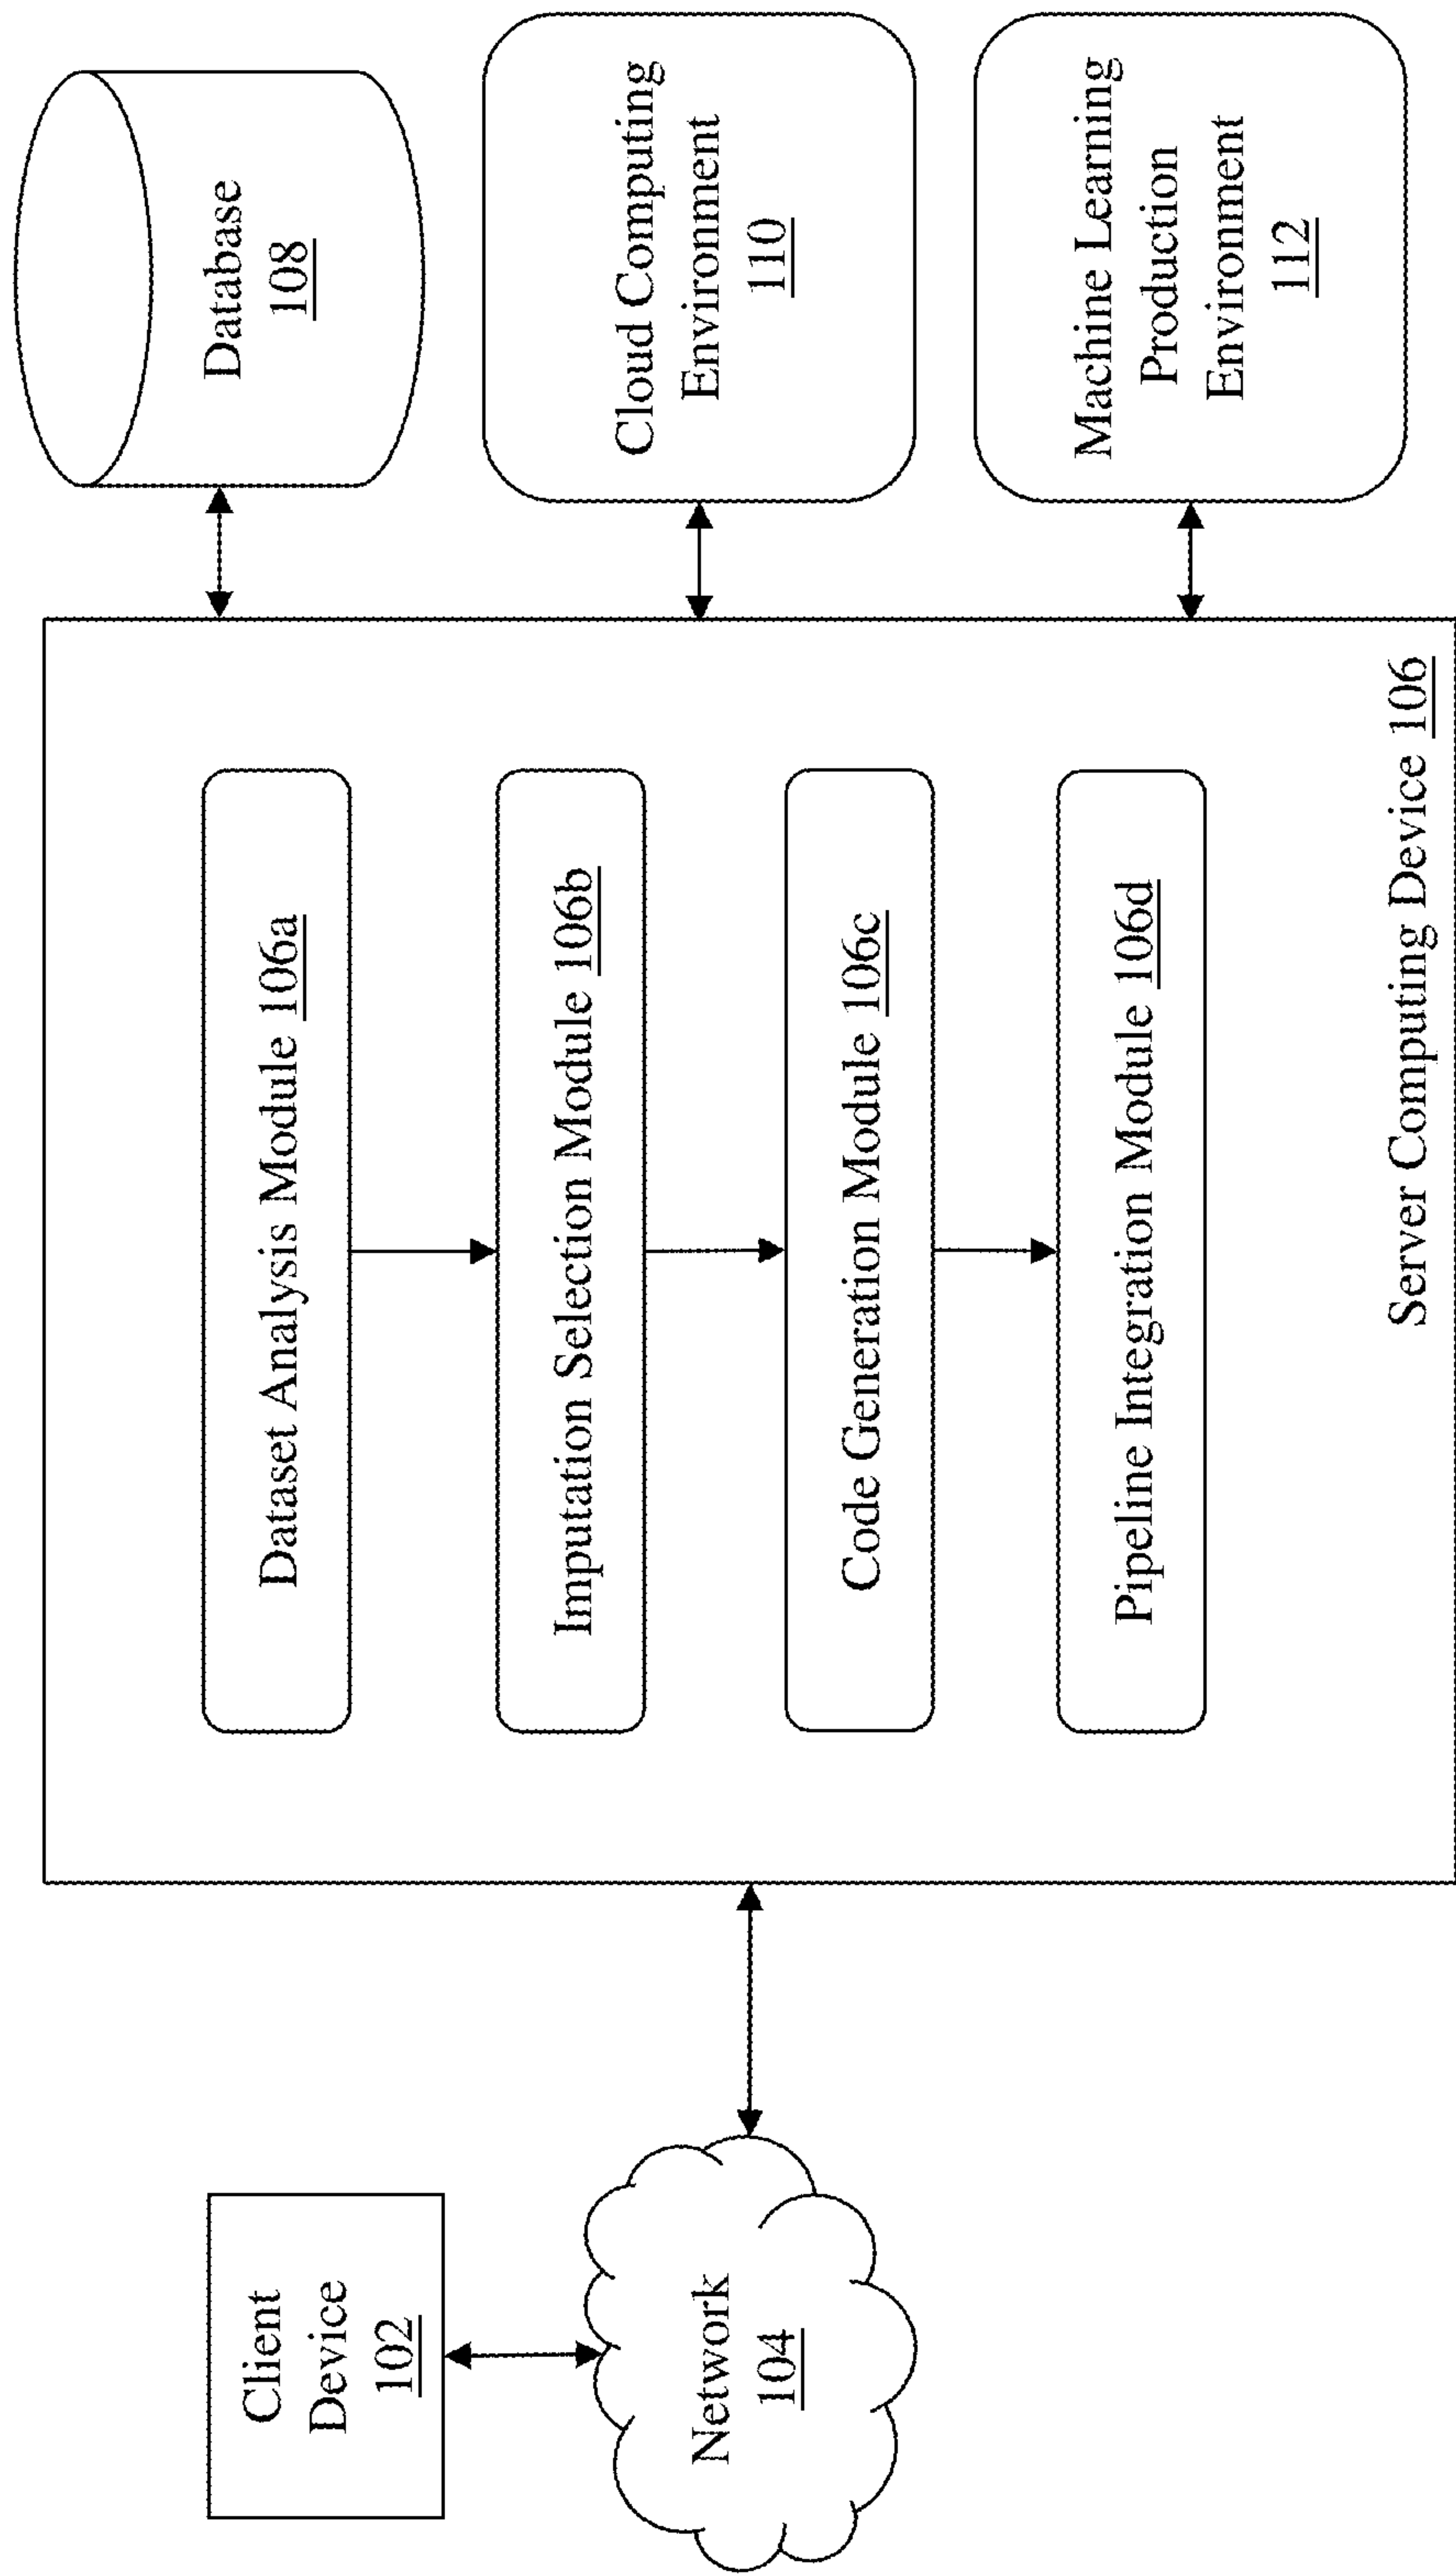 Client
Device
102
Network
104
Dataset Analysis Module 106a
Imputation Selection Module 106b
Code Generation Module 106c
Pipeline Integration Module 106d
Server Computing Device 106
Database
108
Cloud Computing
Environment
110
Machine Learning
Production
Environment
112